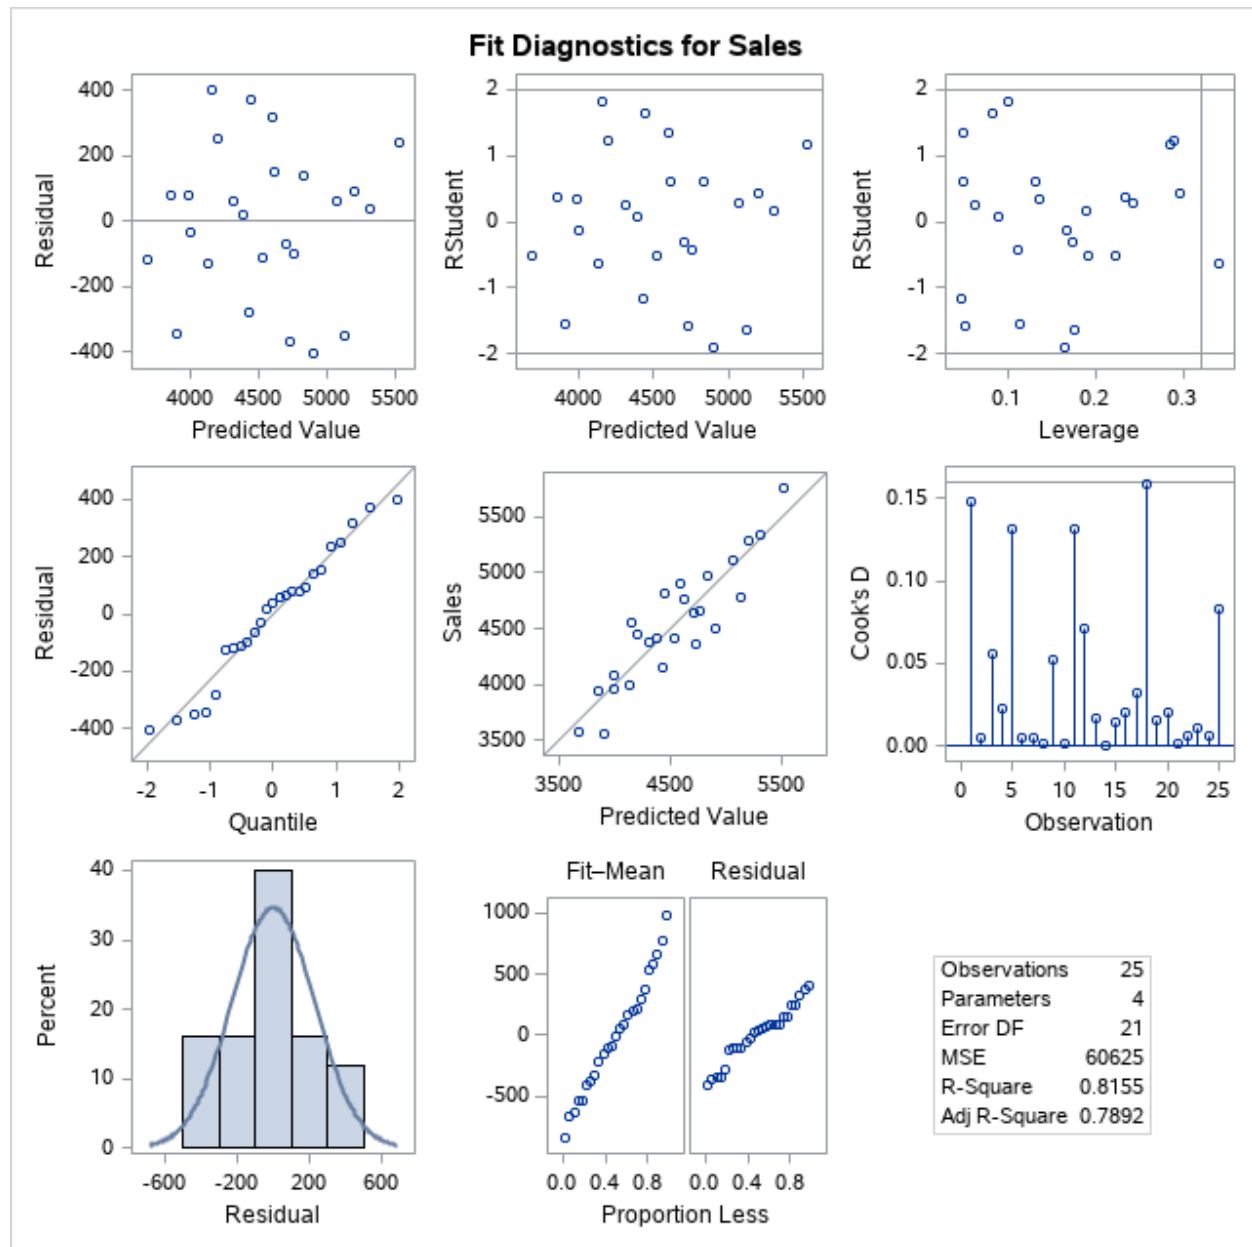 Fit Diagnostics for Sales
400
200
0
-200
-400
Residual
4000 4500 5000 5500
Predicted Value
2
1
0
-1
-2
RStudent
4000 4500 5000 5500
Predicted Value
2
1
0
-1
-2
RStudent
0.1 0.2 0.3
Leverage
400
200
0
-200
-400
Residual
-2 -1 0 1 2
Quantile
5500
5000
4500
4000
3500
Sales
3500 4500 5500
Predicted Value
0.15
0.10
0.05
0.00
Cook's D
0 5 10 15 20 25
Observation
40
30
20
10
0
Percent
-600 -200 200 600
Residual
Fit–Mean Residual
1000
500
0
-500
0.0 0.4 0.8 0.0 0.4 0.8
Proportion Less
Observations 25
Parameters 4
Error DF 21
MSE 60625
R-Square 0.8155
Adj R-Square 0.7892